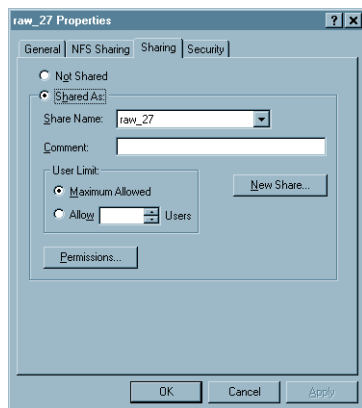 raw_27 Properties
General NFS Sharing Sharing Security
Not Shared
Shared As:
Share Name: raw_27
Comment:
User Limit:
Maximum Allowed
Allow Users
New Share...
Permissions...
OK Cancel Apply